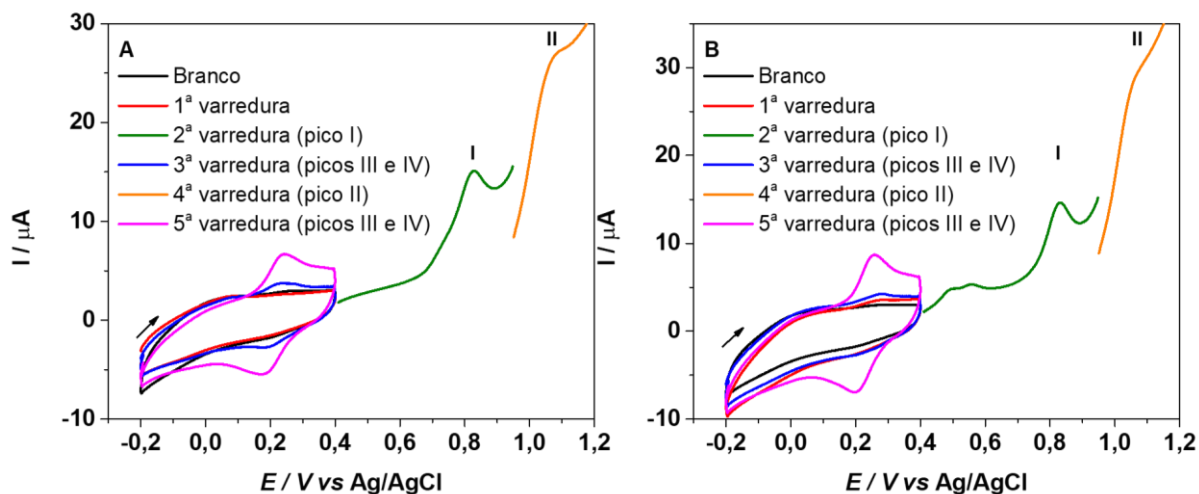 A
Branco
1ª varredura
2ª varredura (pico I)
3ª varredura (picos III e IV)
4ª varredura (pico II)
5ª varredura (picos III e IV)
I
II
30
20
10
0
-10
I / µA
-0,2 0,0 0,2 0,4 0,6 0,8 1,0 1,2
E / V vs Ag/AgCl
B
Branco
1ª varredura
2ª varredura (pico I)
3ª varredura (picos III e IV)
4ª varredura (pico II)
5ª varredura (picos III e IV)
I
II
30
20
10
0
-10
I / µA
-0,2 0,0 0,2 0,4 0,6 0,8 1,0 1,2
E / V vs Ag/AgCl